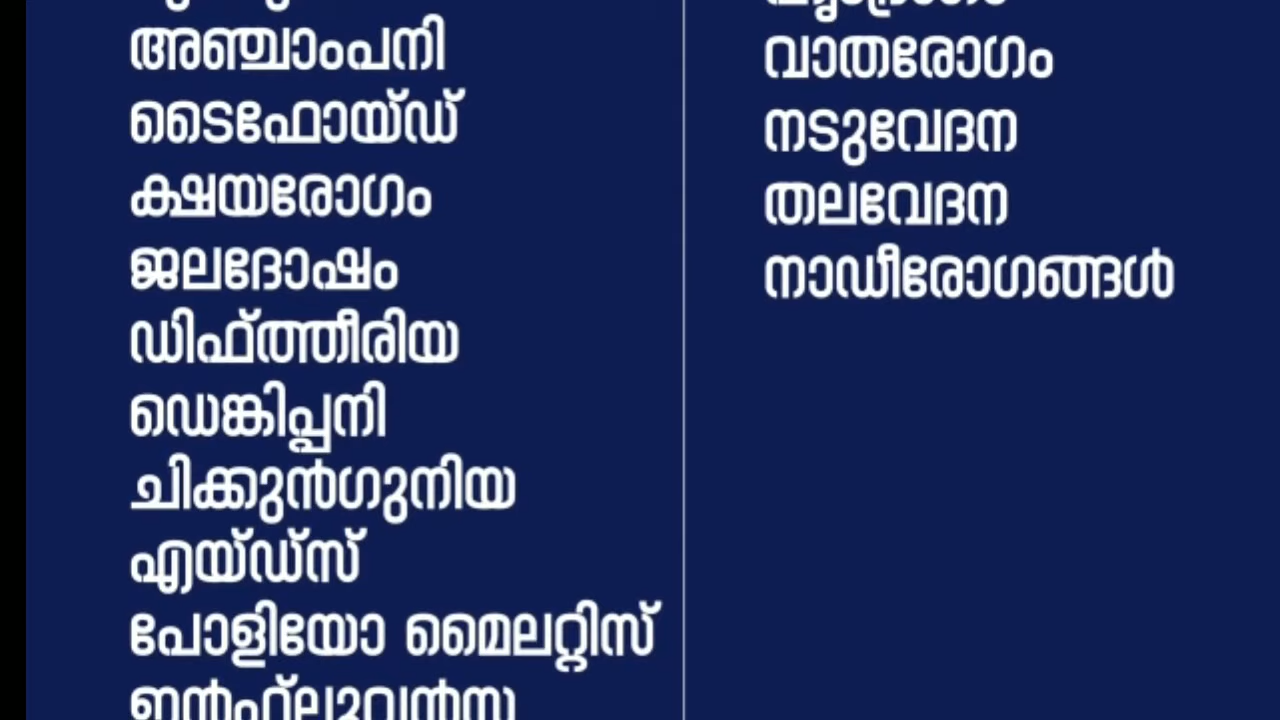 അഞ്ചാംപനി
ടൈഫോയ്ഡ്
ക്ഷയരോഗം
ജലദോഷം
ഡിഫ്ത്തീരിയ
ഡെങ്കിപ്പനി
ചിക്കുൻഗുനിയ
എയ്ഡ്സ്
പോളിയോ മൈലറ്റിസ്
വാതരോഗം
നടുവേദന
തലവേദന
നാഡീരോഗങ്ങൾ